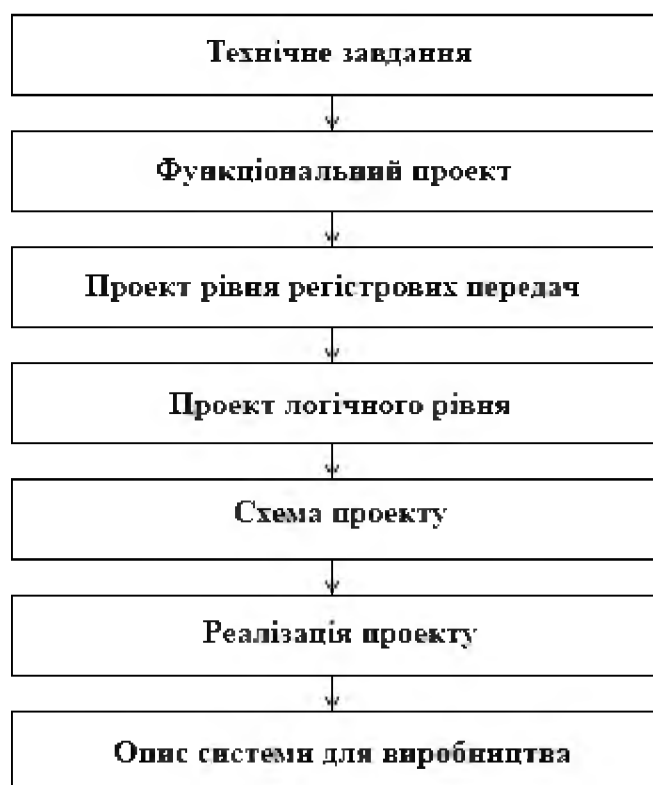 Технічне завдання
Функціональний проект
Проект рівня регістрових передач
Проект логічного рівня
Схема проекту
Реалізація проекту
Опис системи для виробництва